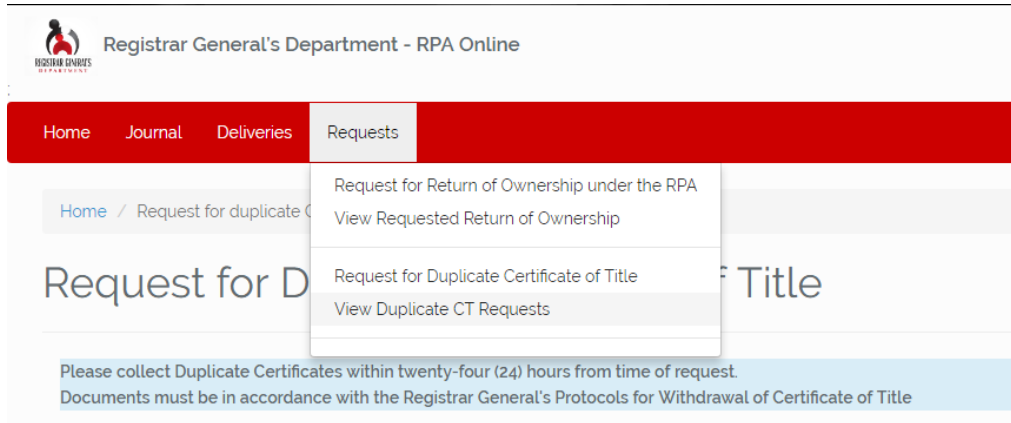 REGISTRAR GENERAL'S
DEPARTMENT
Registrar General's Department - RPA Online
;
Home Journal Deliveries Requests
Request for Return of Ownership under the RPA
View Requested Return of Ownership
Request for Duplicate Certificate of Title
View Duplicate CT Requests
Home / Request for duplicate
Request for D f Title
Please collect Duplicate Certificates within twenty-four (24) hours from time of request.
Documents must be in accordance with the Registrar General's Protocols for Withdrawal of Certificate of Title